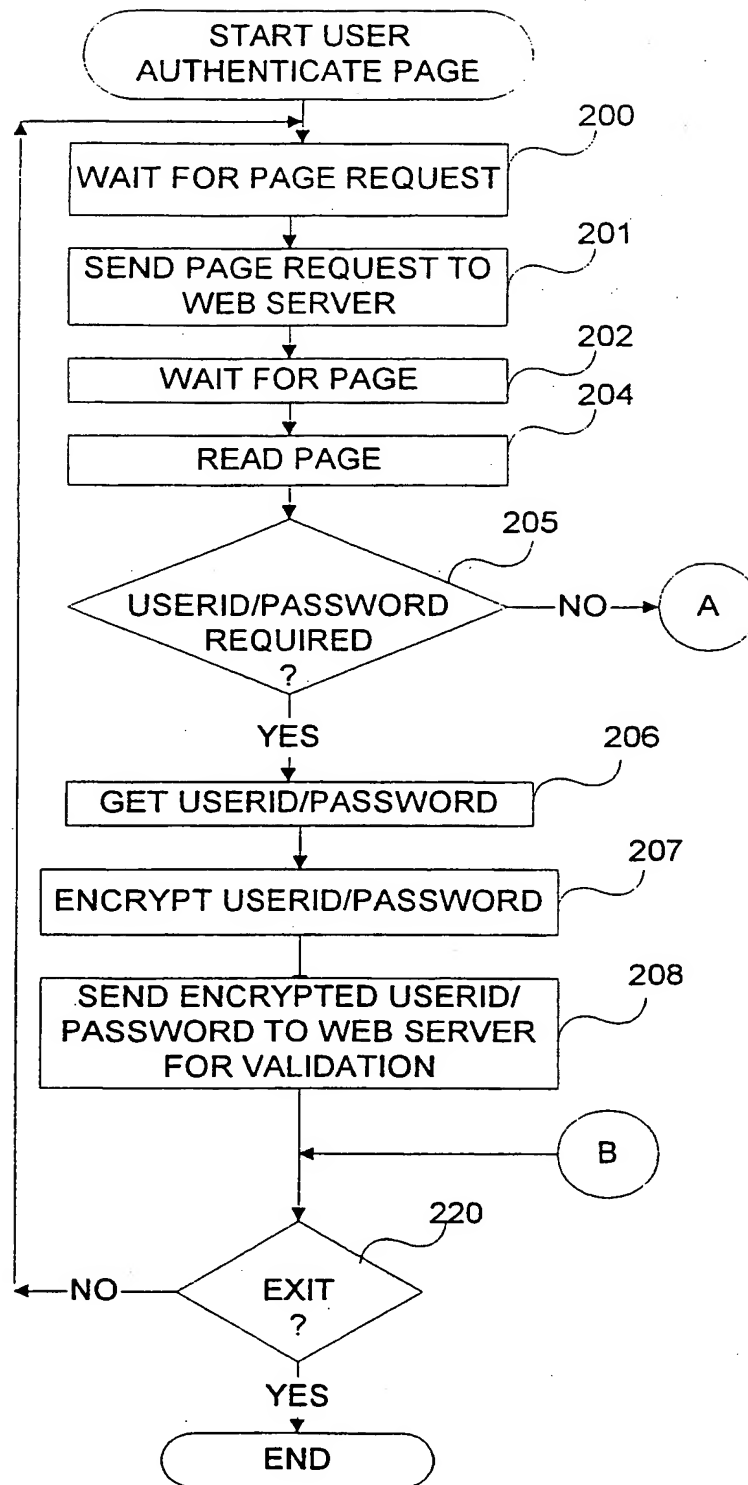 START USER
AUTHENTICATE PAGE
200
WAIT FOR PAGE REQUEST
201
SEND PAGE REQUEST TO
WEB SERVER
202
WAIT FOR PAGE
204
READ PAGE
205
USERID/PASSWORD
REQUIRED
?
NO
A
YES
206
GET USERID/PASSWORD
207
ENCRYPT USERID/PASSWORD
208
SEND ENCRYPTED USERID/
PASSWORD TO WEB SERVER
FOR VALIDATION
B
220
NO
EXIT
?
YES
END